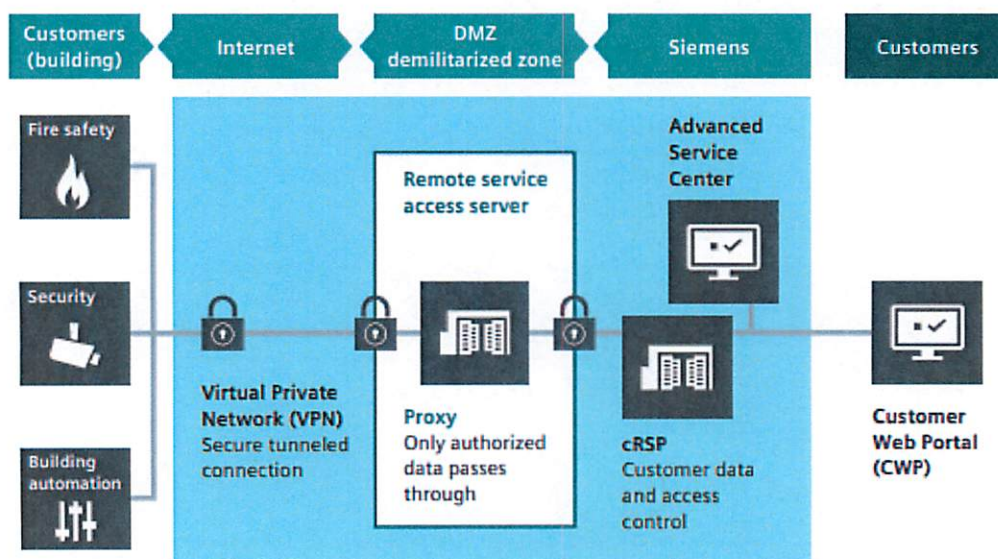 Customers
(building)
Internet
DMZ
demilitarized zone
Siemens
Customers
Fire safety
Security
Building
automation
Virtual Private
Network (VPN)
Secure tunneled
connection
Remote service
access server
Proxy
Only authorized
data passes
through
Advanced
Service
Center
cRSP
Customer data
and access
control
Customer
Web Portal
(CWP)